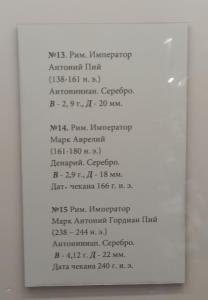 №13. Рим. Император
Антоний Пий
(138-161 н. э.)
Антониниан. Серебро.
В - 2, 9 г., Д - 20 мм.
№14. Рим. Император
Марк Аврелий
(161-180 н. э.)
Денарий. Серебро.
В - 2,9 г., Д - 18 мм.
Дат- чекана 166 г. н. э.
№15 Рим. Император
Марк Антоний Гордиан Пий
(238 – 244 н. э.)
Антониниан. Серебро.
В - 4,12 г. Д - 22 мм.
Дата чекана 240 г. н. э.